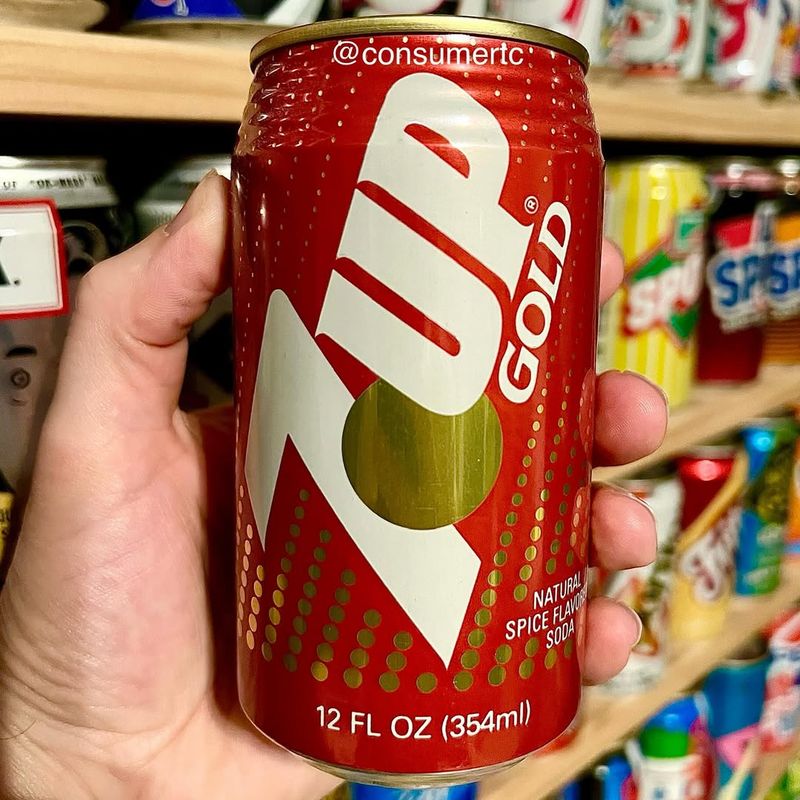 @consumertc
7UP
®
GOLD
NATURAL
SPICE FLAVORED
SODA
12 FL OZ (354ml)